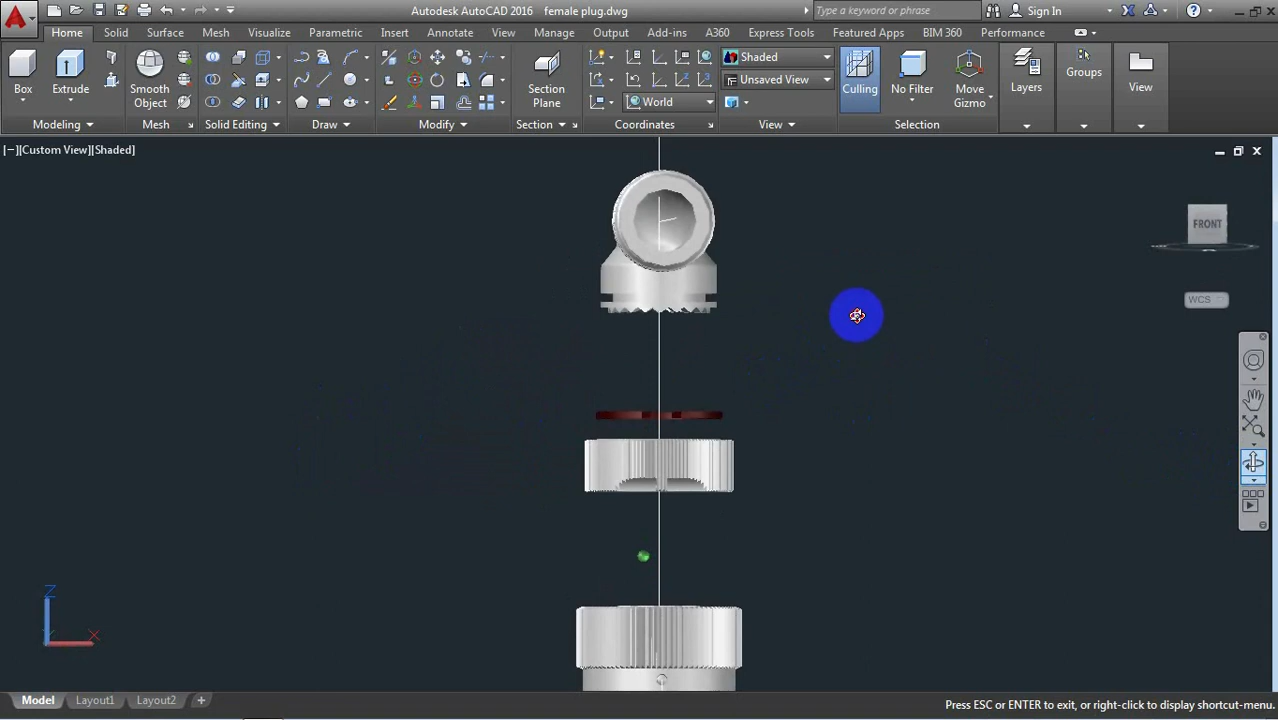 Autodesk AutoCAD 2016 female plug.dwg
Type a keyword or phrase
Sign In
Home Solid Surface Mesh Visualize Parametric Insert Annotate View Manage Output Add-ins A360 Express Tools Featured Apps BIM 360 Performance
Box
Extrude
Smooth
Object
Section
Plane
Shaded
Unsaved View
World
Culling
No Filter
Move
Gizmo
Layers
Groups
View
Modeling Mesh Solid Editing Draw Modify Section Coordinates View Selection
[−][Custom View][Shaded]
FRONT
WCS
Z
Y
X
Model Layout1 Layout2 +
Press ESC or ENTER to exit, or right-click to display shortcut-menu.